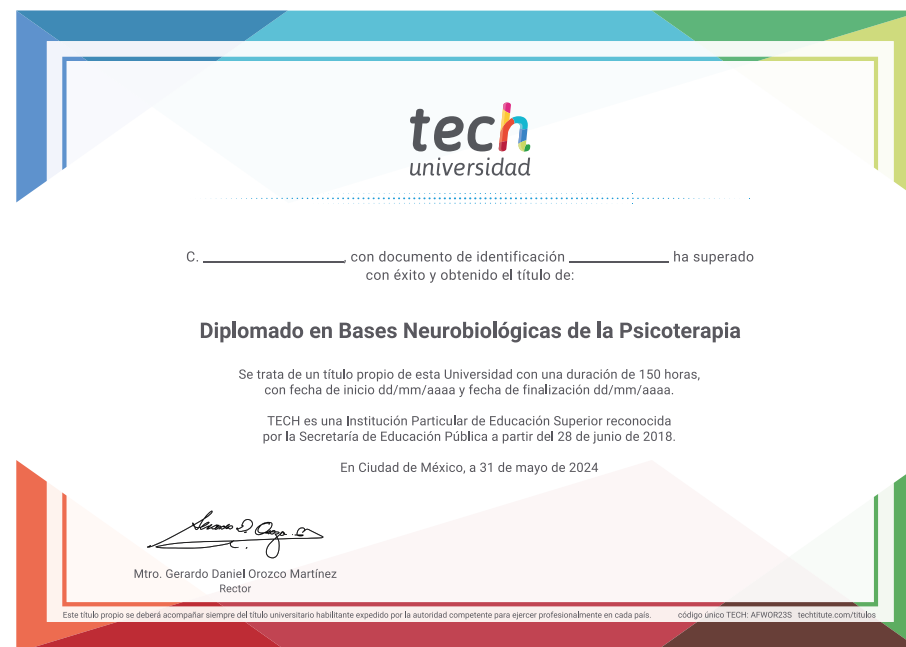 tech
universidad
C. ____________, con documento de identificación ____________ ha superado
con éxito y obtenido el título de:
Diplomado en Bases Neurobiológicas de la Psicoterapia
Se trata de un título propio de esta Universidad con una duración de 150 horas,
con fecha de inicio dd/mm/aaaa y fecha de finalización dd/mm/aaaa.
TECH es una Institución Particular de Educación Superior reconocida
por la Secretaría de Educación Pública a partir del 28 de junio de 2018.
En Ciudad de México, a 31 de mayo de 2024
Mtro. Gerardo Daniel Orozco Martínez
Rector
Este título propio se deberá acompañar siempre del título universitario habilitante expedido por la autoridad competente para ejercer profesionalmente en cada país. código único TECH: AFWOR23S techtitute.com/titulos